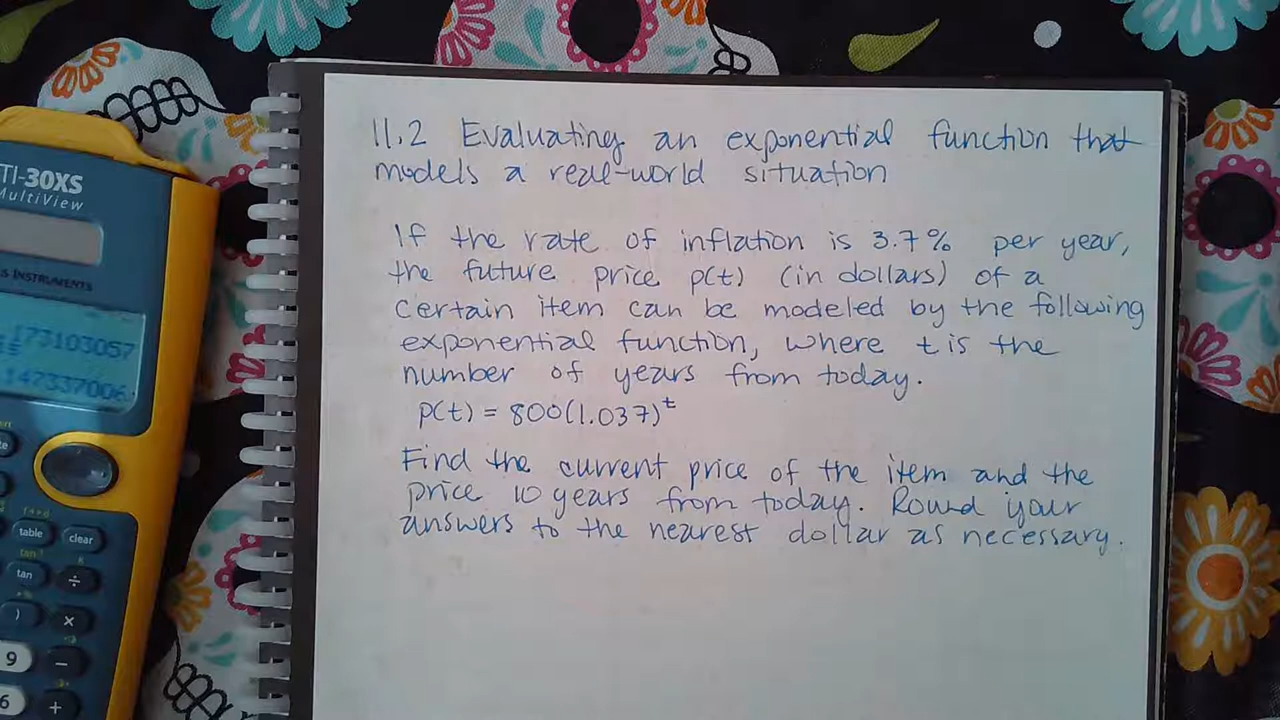 11.2 Evaluating an exponential function that
models a real-world situation
If the rate of inflation is 3.7% per year,
the future price p(t) (in dollars) of a
certain item can be modeled by the following
exponential function, where t is the
number of years from today.
p(t) = 800(1.037)^t
Find the current price of the item and the
price 10 years from today. Round your
answers to the nearest dollar as necessary.
TI-30XS
MultiView
INSTRUMENTS
173103057
147337006
table
clear
tan
tan
÷
)
×
9
−
6
+